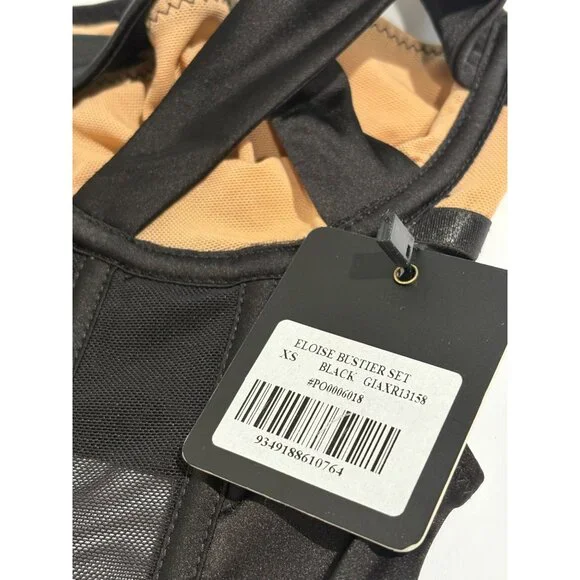 ELOISE BUSTIER SET
XS BLACK GIAXR13158
#PO0006018
9349188610764